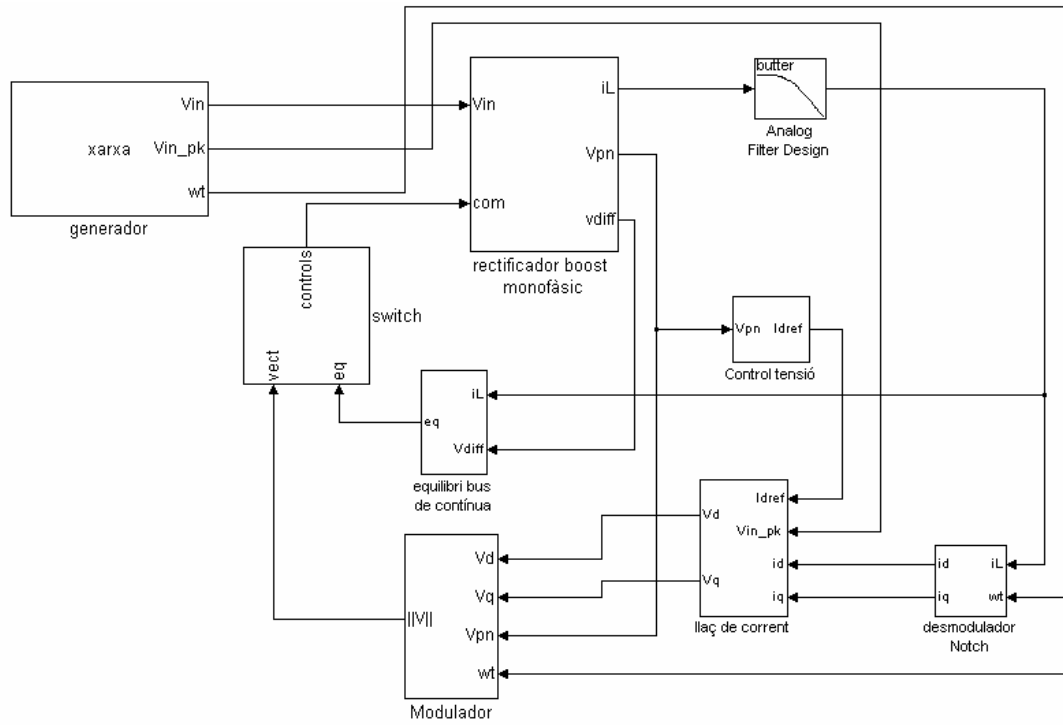 butter
Vin
Vin_pk
wt
xarxa
generador
Vin
com
iL
Vpn
vdiff
rectificador boost
monofàsic
Analog
Filter Design
controls
vect
eq
switch
Vpn
Idref
Control tensió
iL
eq
Vdiff
equilibri bus
de contínua
Idref
Vd
Vin_pk
id
Vq
iq
llaç de corrent
id
iL
iq
wt
desmodulador
Notch
Vd
Vq
||V||
Vpn
wt
Modulador